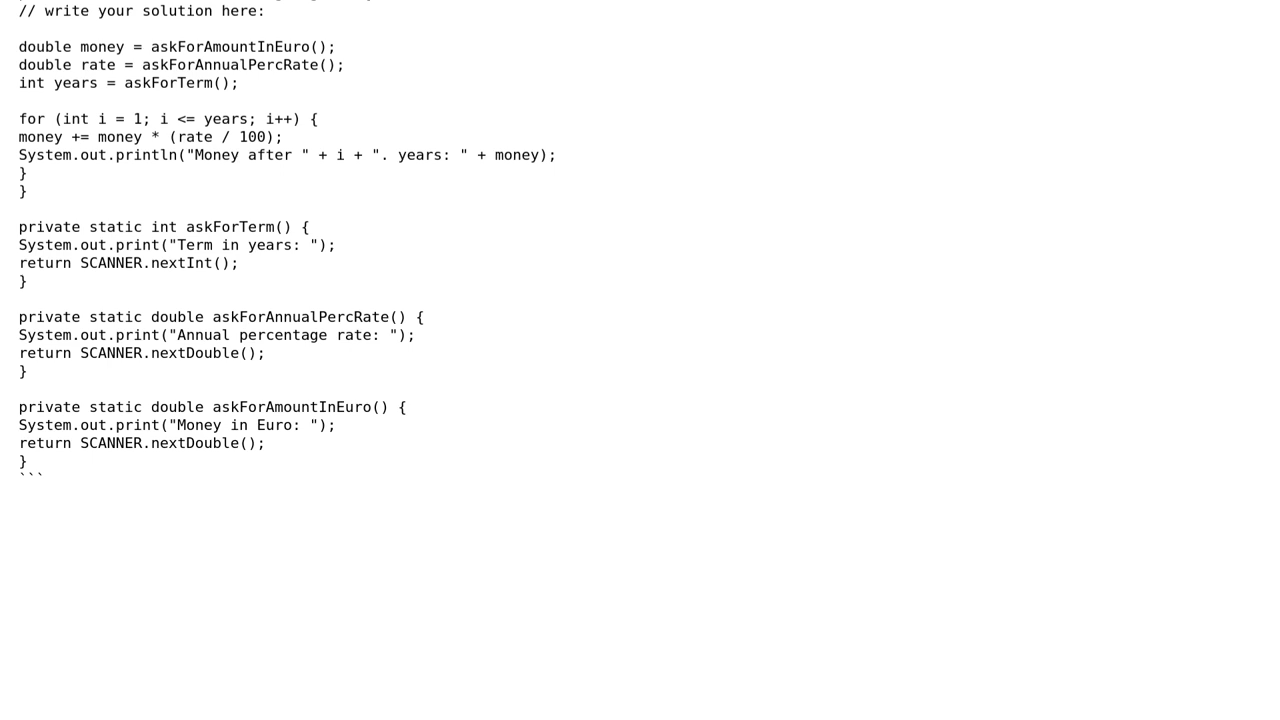 // write your solution here:
double money = askForAmountInEuro();
double rate = askForAnnualPercRate();
int years = askForTerm();
for (int i = 1; i <= years; i++) {
money += money * (rate / 100);
System.out.println("Money after " + i + ". years: " + money);
}
}
private static int askForTerm() {
System.out.print("Term in years: ");
return SCANNER.nextInt();
}
private static double askForAnnualPercRate() {
System.out.print("Annual percentage rate: ");
return SCANNER.nextDouble();
}
private static double askForAmountInEuro() {
System.out.print("Money in Euro: ");
return SCANNER.nextDouble();
}
```